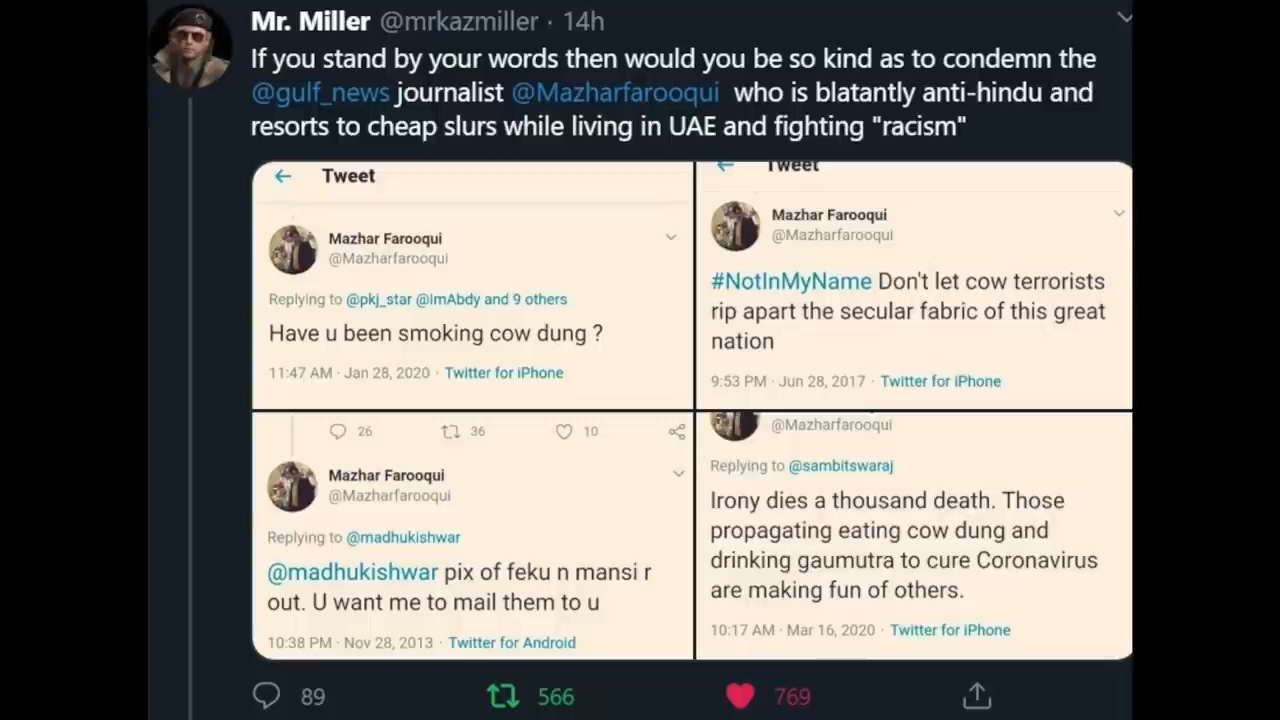 Mr. Miller @mrkazmiller · 14h
If you stand by your words then would you be so kind as to condemn the
@gulf_news journalist @Mazharfarooqui who is blatantly anti-hindu and
resorts to cheap slurs while living in UAE and fighting "racism"
Tweet
Mazhar Farooqui
@Mazharfarooqui
Replying to @pkj_star @ImAbdy and 9 others
Have u been smoking cow dung ?
11:47 AM · Jan 28, 2020 · Twitter for iPhone
Tweet
Mazhar Farooqui
@Mazharfarooqui
#NotInMyName Don't let cow terrorists
rip apart the secular fabric of this great
nation
9:53 PM · Jun 28, 2017 · Twitter for iPhone
26 36 10
Mazhar Farooqui
@Mazharfarooqui
Replying to @madhukishwar
@madhukishwar pix of feku n mansi r
out. U want me to mail them to u
10:38 PM · Nov 28, 2013 · Twitter for Android
@Mazharfarooqui
Replying to @sambitswaraj
Irony dies a thousand death. Those
propagating eating cow dung and
drinking gaumutra to cure Coronavirus
are making fun of others.
10:17 AM · Mar 16, 2020 · Twitter for iPhone
89 566 769